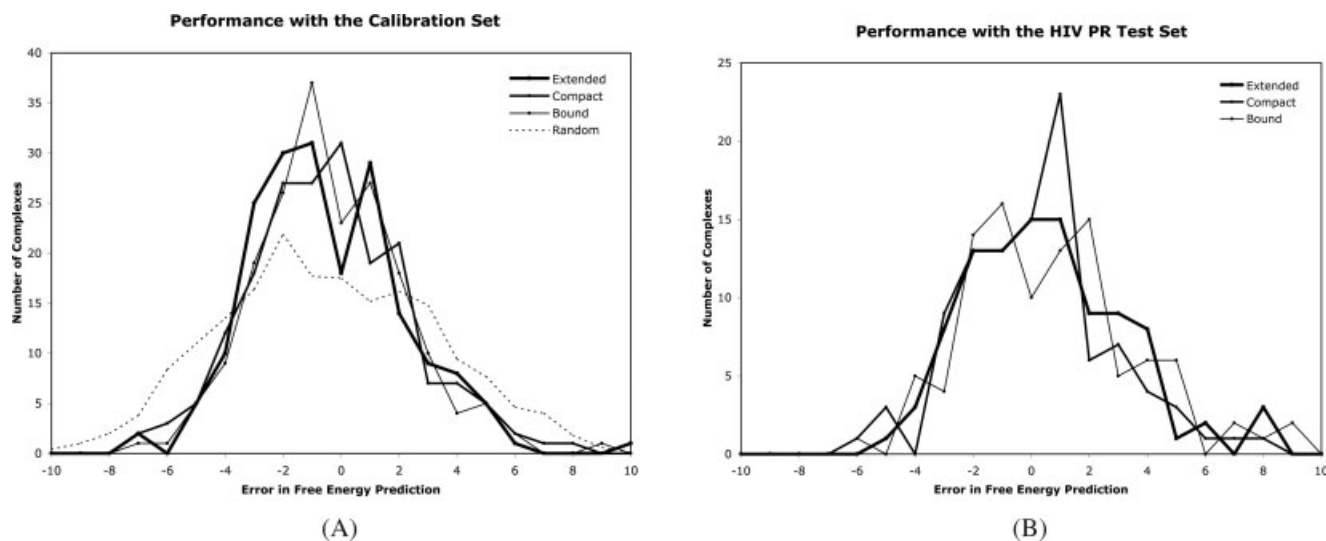 Performance with the Calibration Set
40
35
30
25
20
15
10
5
0
Number of Complexes
Extended
Compact
Bound
Random
-10 -8 -6 -4 -2 0 2 4 6 8 10
Error in Free Energy Prediction
(A)
Performance with the HIV PR Test Set
25
20
15
10
5
0
Number of Complexes
Extended
Compact
Bound
-10 -8 -6 -4 -2 0 2 4 6 8 10
Error in Free Energy Prediction
(B)